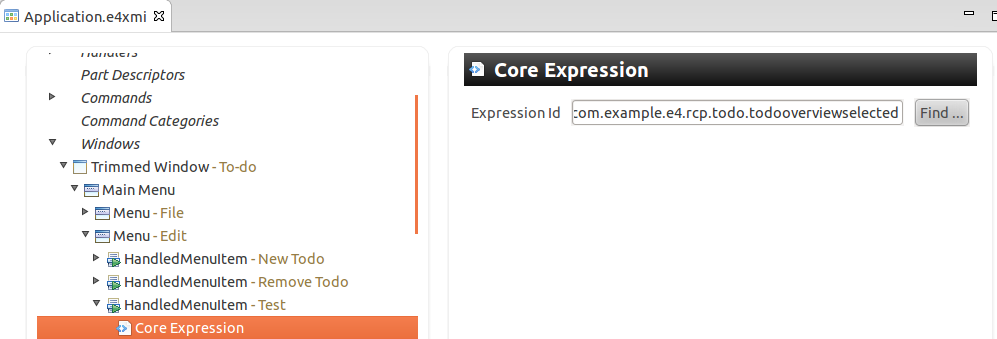 Application.e4xmi
Handlers
Part Descriptors
Commands
Command Categories
Windows
Trimmed Window - To-do
Main Menu
Menu - File
Menu - Edit
HandledMenuItem - New Todo
HandledMenuItem - Remove Todo
HandledMenuItem - Test
Core Expression
Core Expression
Expression Id com.example.e4.rcp.todo.todooverviewselected Find ...